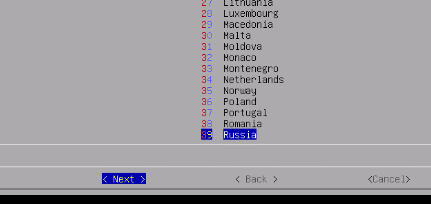 27 Lithuania
28 Luxembourg
29 Macedonia
30 Malta
31 Moldova
32 Monaco
33 Montenegro
34 Netherlands
35 Norway
36 Poland
37 Portugal
38 Romania
39 Russia
< Next > < Back > <Cancel>